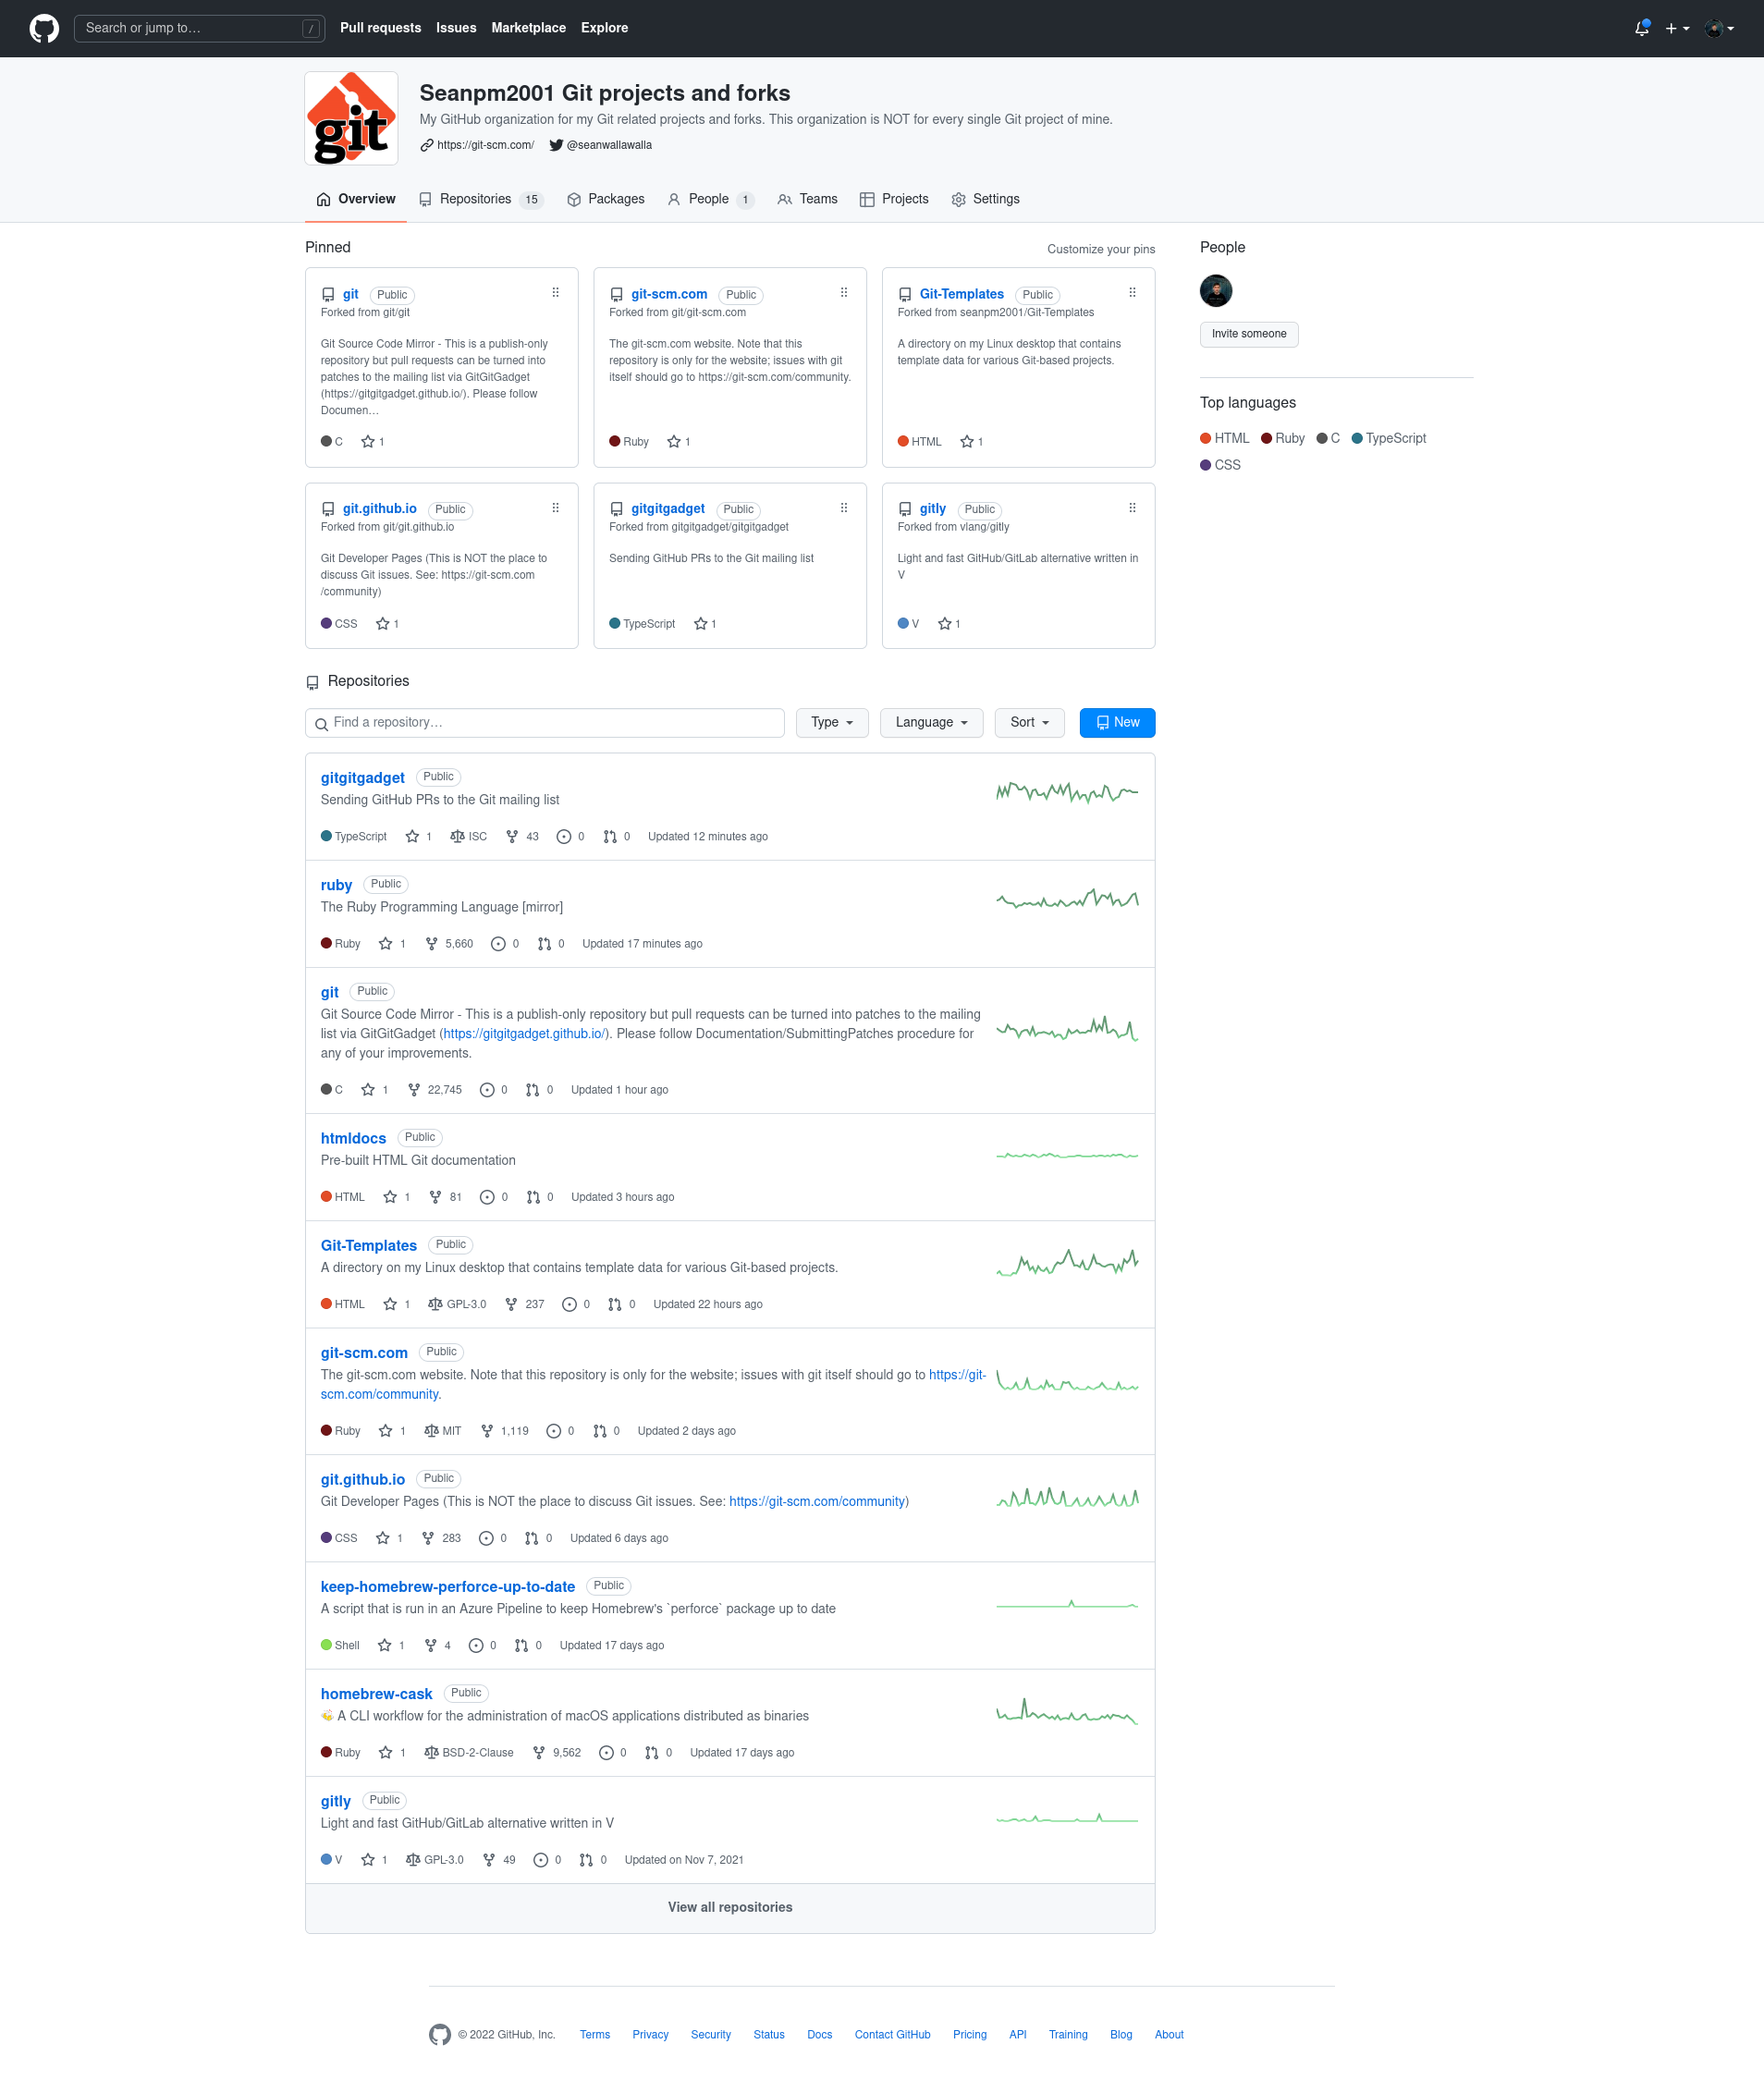 Search or jump to…
/
Pull requests
Issues
Marketplace
Explore
git
Seanpm2001 Git projects and forks
My GitHub organization for my Git related projects and forks. This organization is NOT for every single Git project of mine.
https://git-scm.com/ @seanwallawalla
Overview
Repositories 15
Packages
People 1
Teams
Projects
Settings
Pinned
Customize your pins
git Public
Forked from git/git
Git Source Code Mirror - This is a publish-only
repository but pull requests can be turned into
patches to the mailing list via GitGitGadget
(https://gitgitgadget.github.io/). Please follow
Documen…
C 1
git-scm.com Public
Forked from git/git-scm.com
The git-scm.com website. Note that this
repository is only for the website; issues with git
itself should go to https://git-scm.com/community.
Ruby 1
Git-Templates Public
Forked from seanpm2001/Git-Templates
A directory on my Linux desktop that contains
template data for various Git-based projects.
HTML 1
git.github.io Public
Forked from git/git.github.io
Git Developer Pages (This is NOT the place to
discuss Git issues. See: https://git-scm.com
/community)
CSS 1
gitgitgadget Public
Forked from gitgitgadget/gitgitgadget
Sending GitHub PRs to the Git mailing list
TypeScript 1
gitly Public
Forked from vlang/gitly
Light and fast GitHub/GitLab alternative written in
V
V 1
People
Invite someone
Top languages
HTML Ruby C TypeScript
CSS
Repositories
Find a repository…
Type
Language
Sort
New
gitgitgadget Public
Sending GitHub PRs to the Git mailing list
TypeScript 1 ISC 43 0 0 Updated 12 minutes ago
ruby Public
The Ruby Programming Language [mirror]
Ruby 1 5,660 0 0 Updated 17 minutes ago
git Public
Git Source Code Mirror - This is a publish-only repository but pull requests can be turned into patches to the mailing
list via GitGitGadget (https://gitgitgadget.github.io/). Please follow Documentation/SubmittingPatches procedure for
any of your improvements.
C 1 22,745 0 0 Updated 1 hour ago
htmldocs Public
Pre-built HTML Git documentation
HTML 1 81 0 0 Updated 3 hours ago
Git-Templates Public
A directory on my Linux desktop that contains template data for various Git-based projects.
HTML 1 GPL-3.0 237 0 0 Updated 22 hours ago
git-scm.com Public
The git-scm.com website. Note that this repository is only for the website; issues with git itself should go to https://git-
scm.com/community.
Ruby 1 MIT 1,119 0 0 Updated 2 days ago
git.github.io Public
Git Developer Pages (This is NOT the place to discuss Git issues. See: https://git-scm.com/community)
CSS 1 283 0 0 Updated 6 days ago
keep-homebrew-perforce-up-to-date Public
A script that is run in an Azure Pipeline to keep Homebrew's `perforce` package up to date
Shell 1 4 0 0 Updated 17 days ago
homebrew-cask Public
🍻 A CLI workflow for the administration of macOS applications distributed as binaries
Ruby 1 BSD-2-Clause 9,562 0 0 Updated 17 days ago
gitly Public
Light and fast GitHub/GitLab alternative written in V
V 1 GPL-3.0 49 0 0 Updated on Nov 7, 2021
View all repositories
© 2022 GitHub, Inc.
Terms
Privacy
Security
Status
Docs
Contact GitHub
Pricing
API
Training
Blog
About